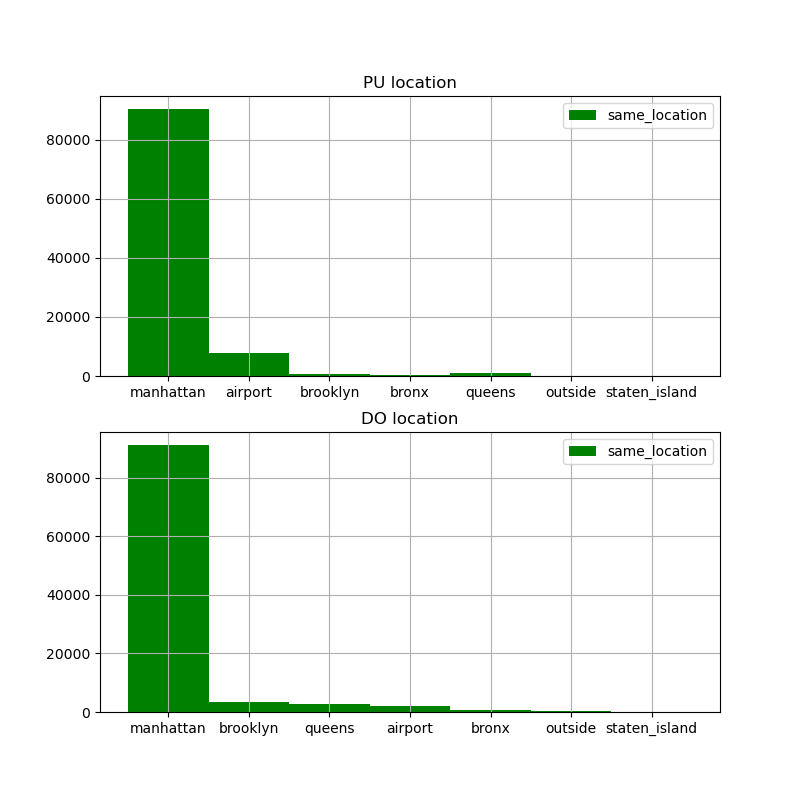 PU location
same_location
80000
60000
40000
20000
0
manhattan airport brooklyn bronx queens outside staten_island
DO location
same_location
80000
60000
40000
20000
0
manhattan brooklyn queens airport bronx outside staten_island